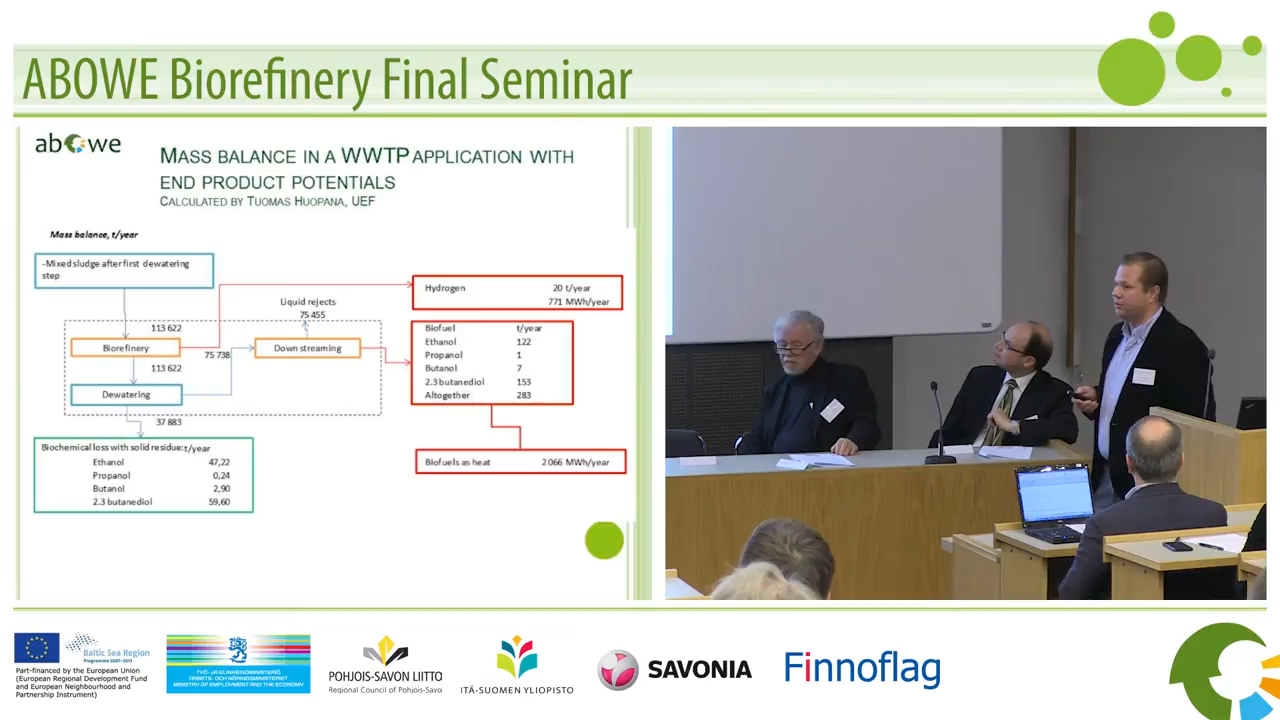 ABOWE Biorefinery Final Seminar
abowe
MASS BALANCE IN A WWTP APPLICATION WITH
END PRODUCT POTENTIALS
CALCULATED BY TUOMAS HUOPANA, UEF
Mass balance, t/year
-Mixed sludge after first dewatering
step
Hydrogen 20 t/year
771 MWh/year
Liquid rejects
75 455
113 622
Biorefinery
75 738
Down streaming
113 622
Dewatering
37 883
Biofuel t/year
Ethanol 122
Propanol 1
Butanol 7
2.3 butanediol 153
Altogether 283
Biofuels as heat 2 066 MWh/year
Biochemical loss with solid residue: t/year
Ethanol 47,22
Propanol 0,24
Butanol 2,90
2.3 butanediol 59,60
Baltic Sea Region
Programme 2007-2013
Part-financed by the European Union
(European Regional Development Fund
and European Neighbourhood and
Partnership Instrument)
TYÖ- JA ELINKEINOMINISTERIÖ
ARBETS- OCH NÄRINGSMINISTERIET
MINISTRY OF EMPLOYMENT AND THE ECONOMY
POHJOIS-SAVON LIITTO
Regional Council of Pohjois-Savo
ITÄ-SUOMEN YLIOPISTO
SAVONIA
Finnoflag